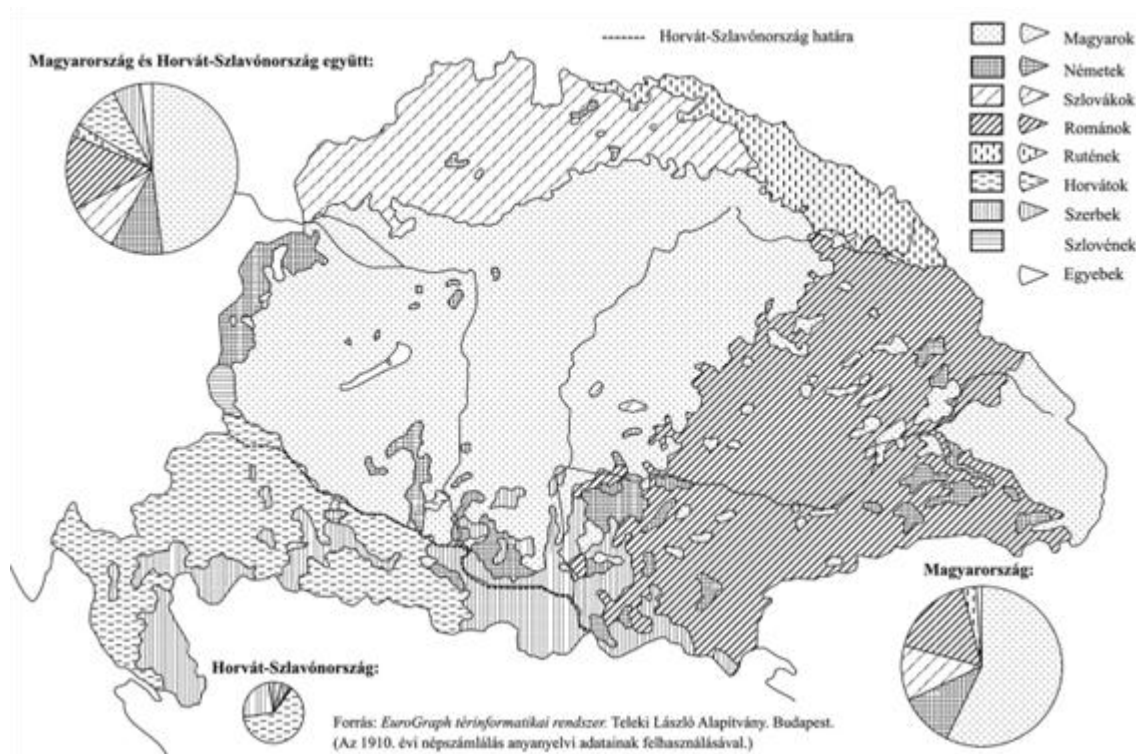 Magyarország és Horvát-Szlavónország együtt:
Horvát-Szlavónország határa
Magyarok
Németek
Szlovákok
Románok
Rutének
Horvátok
Szerbek
Szlovének
Egyebek
Magyarország:
Horvát-Szlavónország:
Forrás: EuroGraph térinformatikai rendszer. Teleki László Alapítvány. Budapest.
(Az 1910. évi népszámlálás anyanyelvi adatainak felhasználásával.)